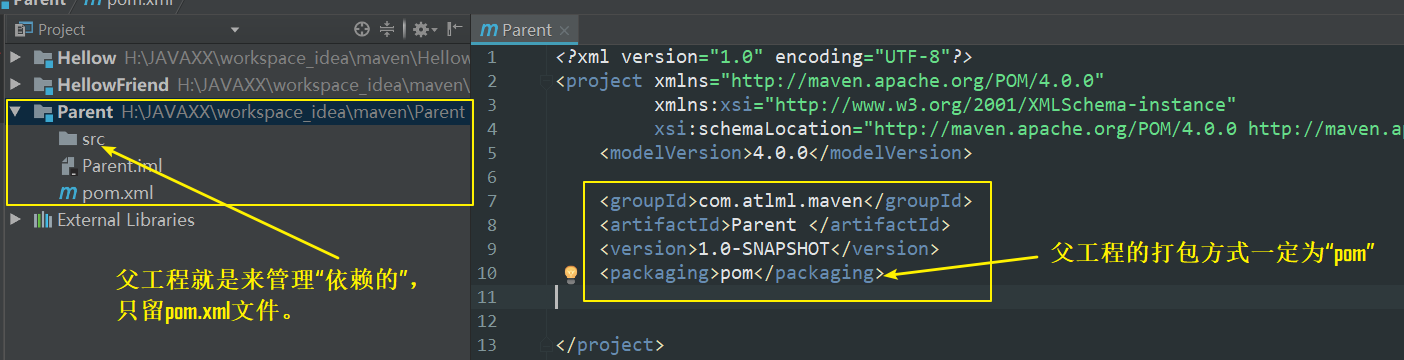 Parent / pom.xml
Project
Hellow H:\JAVAXX\workspace_idea\maven\Hellow
HellowFriend H:\JAVAXX\workspace_idea\maven\
Parent H:\JAVAXX\workspace_idea\maven\Parent
src
Parent.iml
m pom.xml
External Libraries
父工程就是来管理“依赖的”，
只留pom.xml文件。
m Parent ×
1 <?xml version="1.0" encoding="UTF-8"?>
2 <project xmlns="http://maven.apache.org/POM/4.0.0"
3 xmlns:xsi="http://www.w3.org/2001/XMLSchema-instance"
4 xsi:schemaLocation="http://maven.apache.org/POM/4.0.0 http://maven.ap
5 <modelVersion>4.0.0</modelVersion>
6
7 <groupId>com.atlml.maven</groupId>
8 <artifactId>Parent </artifactId>
9 <version>1.0-SNAPSHOT</version>
10 <packaging>pom</packaging>
11
12
13 </project>
父工程的打包方式一定为“pom”